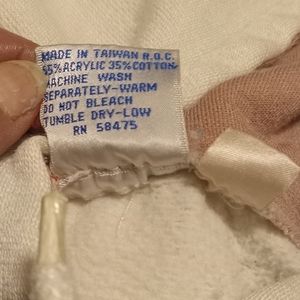 MADE IN TAIWAN R.O.C.
65% ACRYLIC 35% COTTON
MACHINE WASH
SEPARATELY-WARM
DO NOT BLEACH
TUMBLE DRY-LOW
RN 58475